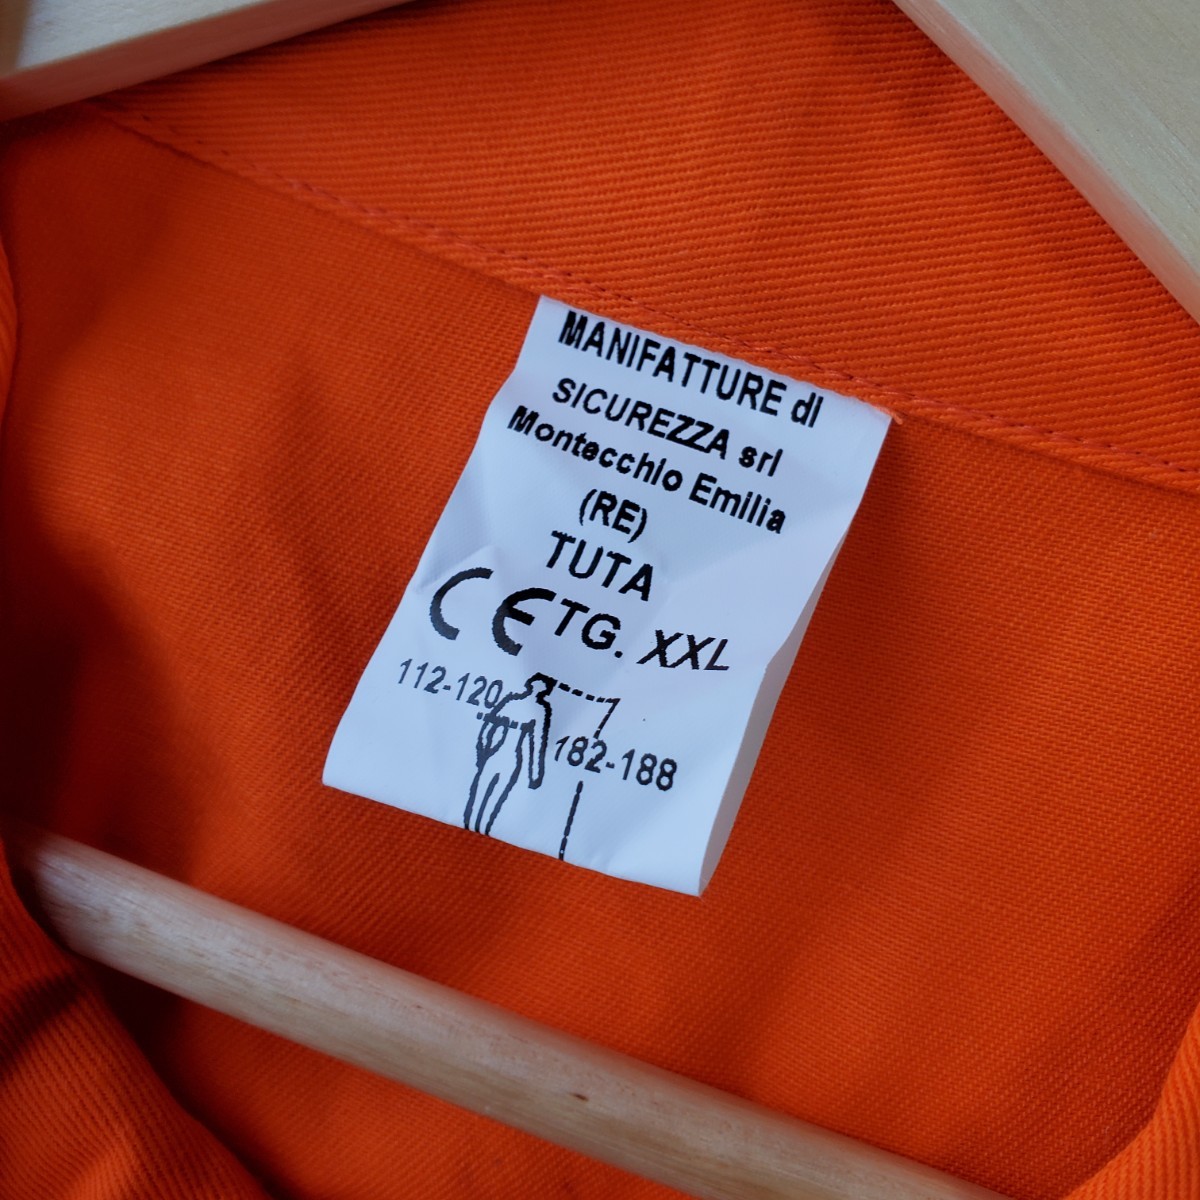 MANIFATTURE dI
SICUREZZA srl
Montecchio Emilia
(RE)
TUTA
CE TG. XXL
112-120
182-188